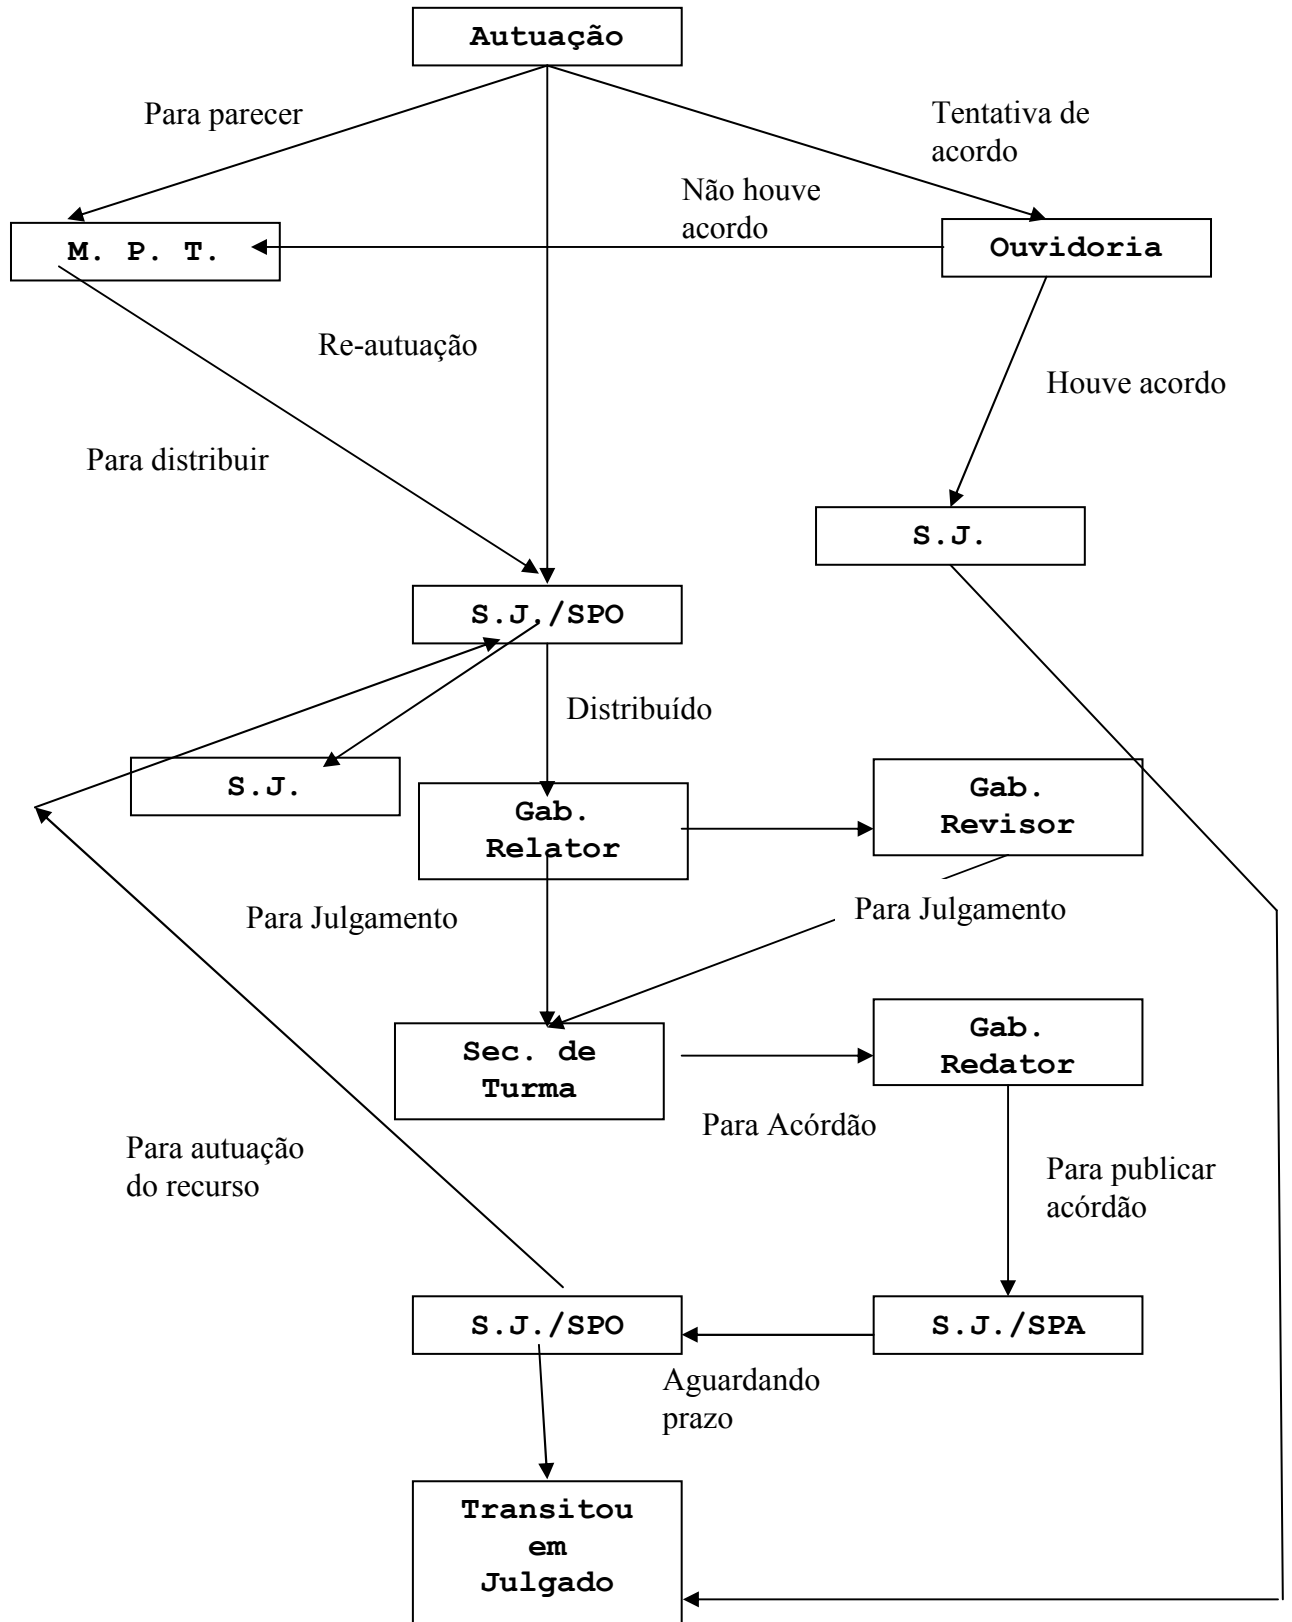 Autuação
Para parecer
Tentativa de
acordo
Não houve
acordo
M. P. T.
Ouvidoria
Re-autuação
Houve acordo
Para distribuir
S.J.
S.J./SPO
Distribuído
S.J.
Gab.
Relator
Gab.
Revisor
Para Julgamento
Para Julgamento
Sec. de
Turma
Gab.
Redator
Para Acórdão
Para autuação
do recurso
Para publicar
acórdão
S.J./SPO
S.J./SPA
Aguardando
prazo
Transitou
em
Julgado